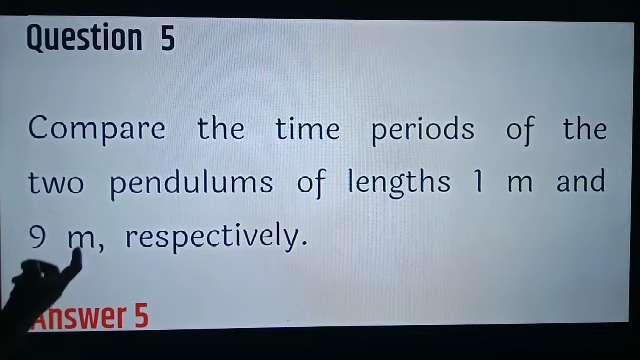 Question 5
Compare the time periods of the
two pendulums of lengths 1 m and
9 m, respectively.
Answer 5